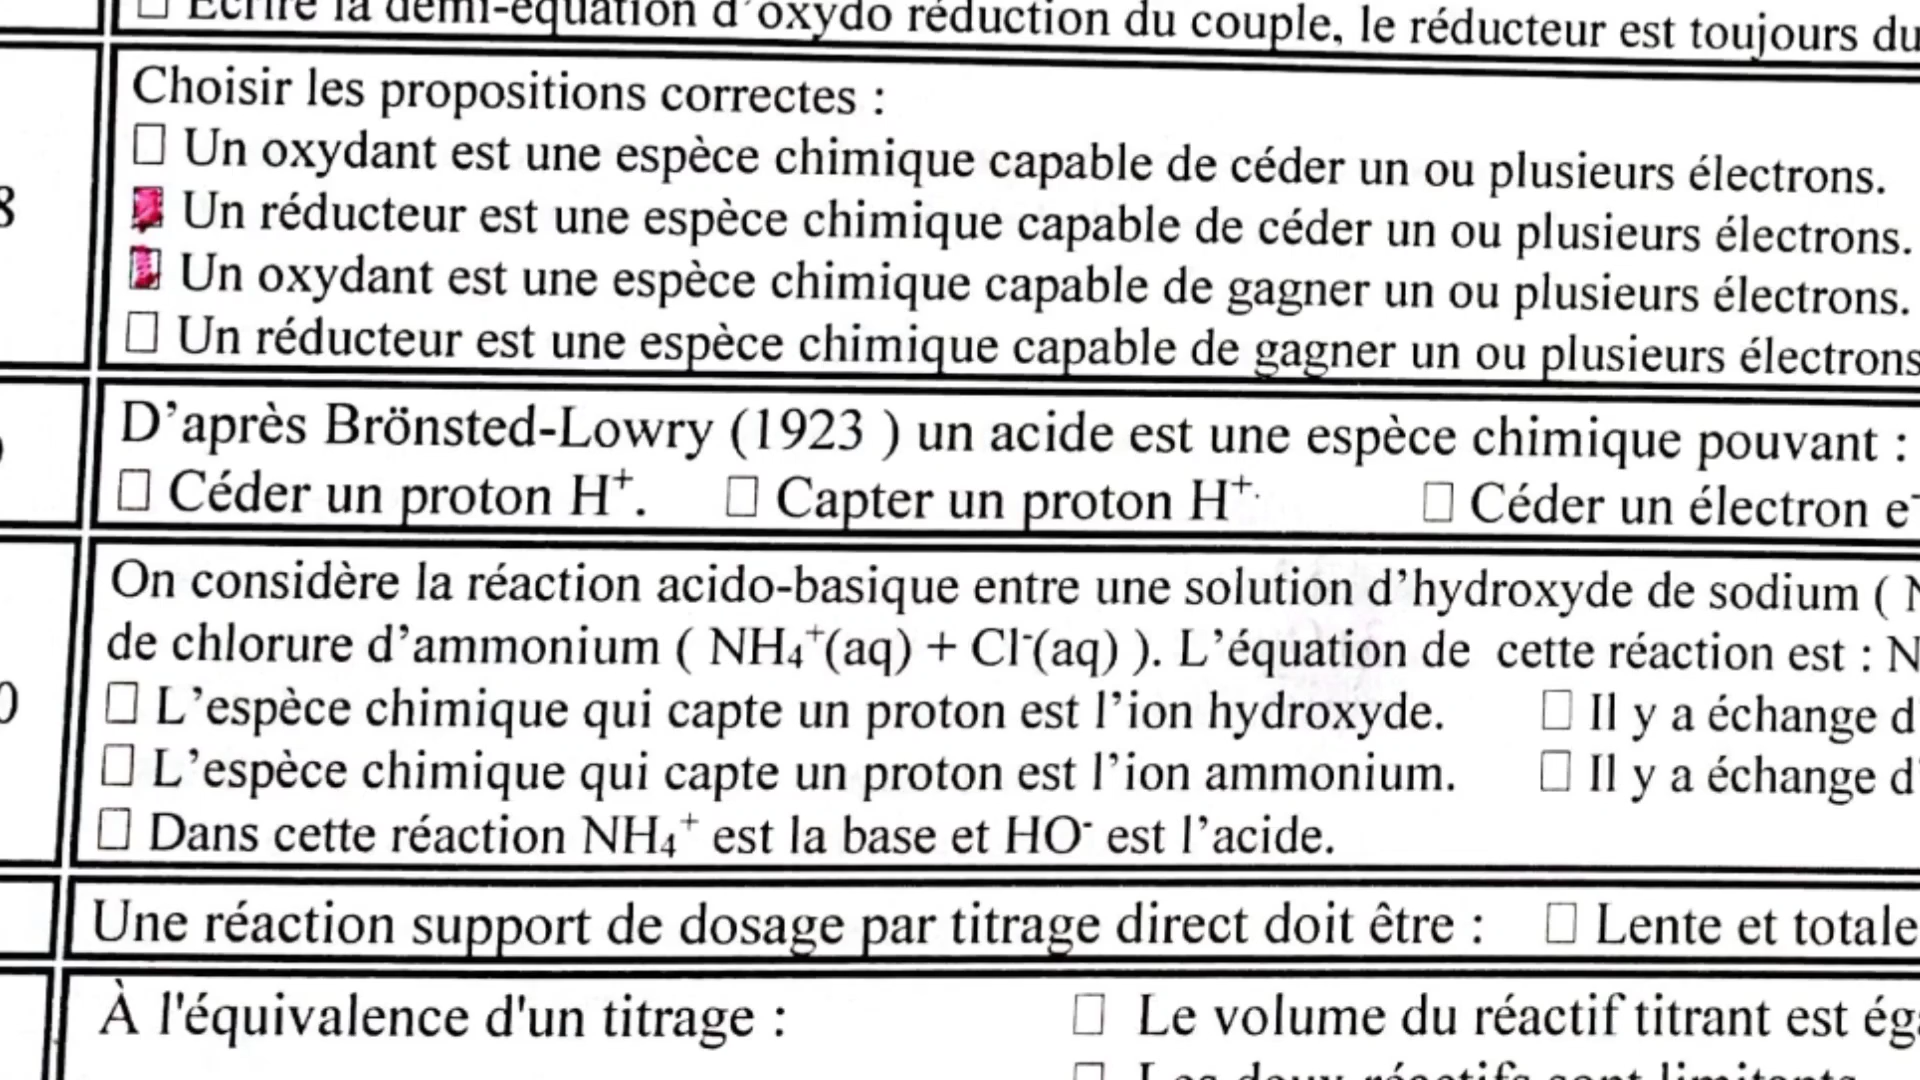 □ Écrire la demi-équation d'oxydo réduction du couple, le réducteur est toujours du
8
Choisir les propositions correctes :
□ Un oxydant est une espèce chimique capable de céder un ou plusieurs électrons.
Un réducteur est une espèce chimique capable de céder un ou plusieurs électrons.
Un oxydant est une espèce chimique capable de gagner un ou plusieurs électrons.
□ Un réducteur est une espèce chimique capable de gagner un ou plusieurs électrons
D'après Brönsted-Lowry (1923 ) un acide est une espèce chimique pouvant :
□ Céder un proton H⁺. □ Capter un proton H⁺. □ Céder un électron e⁻
On considère la réaction acido-basique entre une solution d'hydroxyde de sodium ( N
de chlorure d'ammonium ( NH₄⁺(aq) + Cl⁻(aq) ). L'équation de cette réaction est : N
0
□ L'espèce chimique qui capte un proton est l'ion hydroxyde. □ Il y a échange d
□ L'espèce chimique qui capte un proton est l'ion ammonium. □ Il y a échange d'
□ Dans cette réaction NH₄⁺ est la base et HO⁻ est l'acide.
Une réaction support de dosage par titrage direct doit être : □ Lente et totale
À l'équivalence d'un titrage : □ Le volume du réactif titrant est éga
□ Les deux réactifs sont limitants